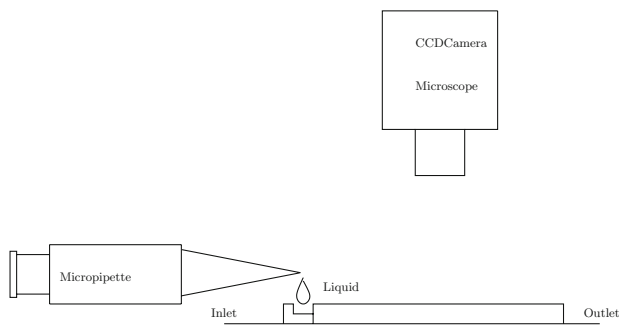 CCDCamera
Microscope
Micropipette
Liquid
Inlet
Outlet